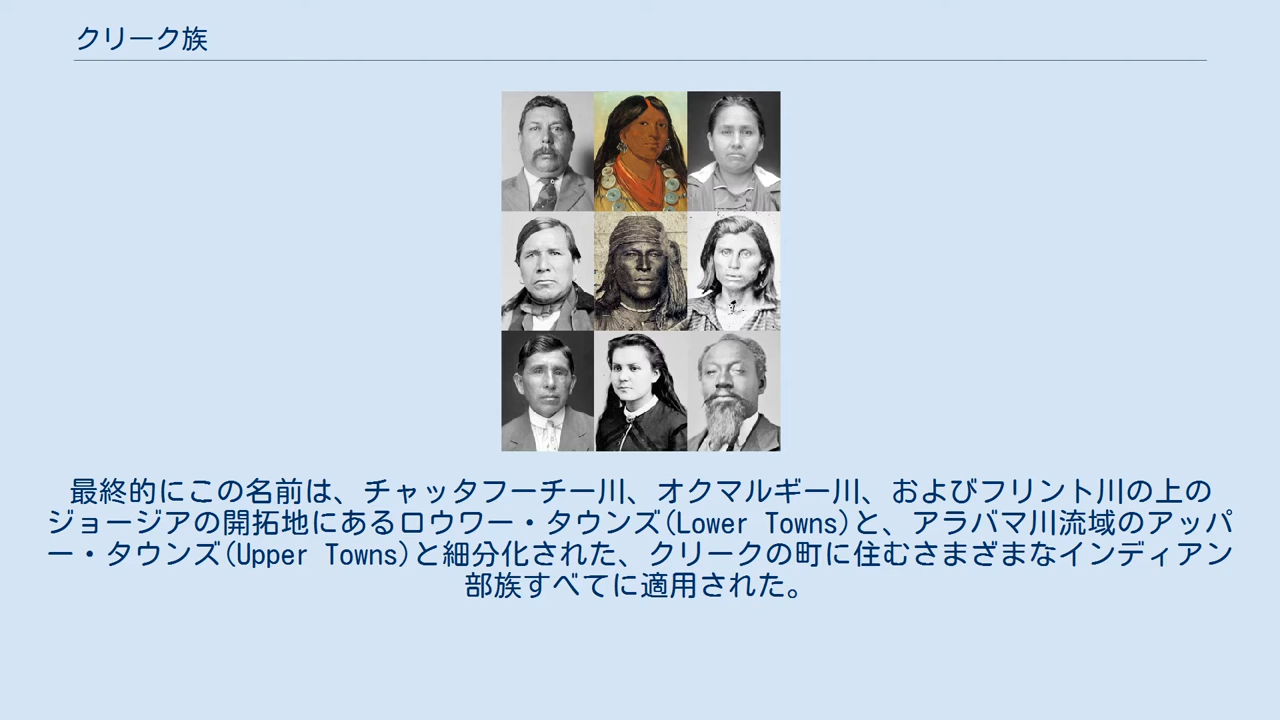 クリーク族
最終的にこの名前は、チャッタフーチー川、オクマルギー川、およびフリント川の上の
ジョージアの開拓地にあるロウワー・タウンズ(Lower Towns)と、アラバマ川流域のアッパ
ー・タウンズ(Upper Towns)と細分化された、クリークの町に住むさまざまなインディアン
部族すべてに適用された。